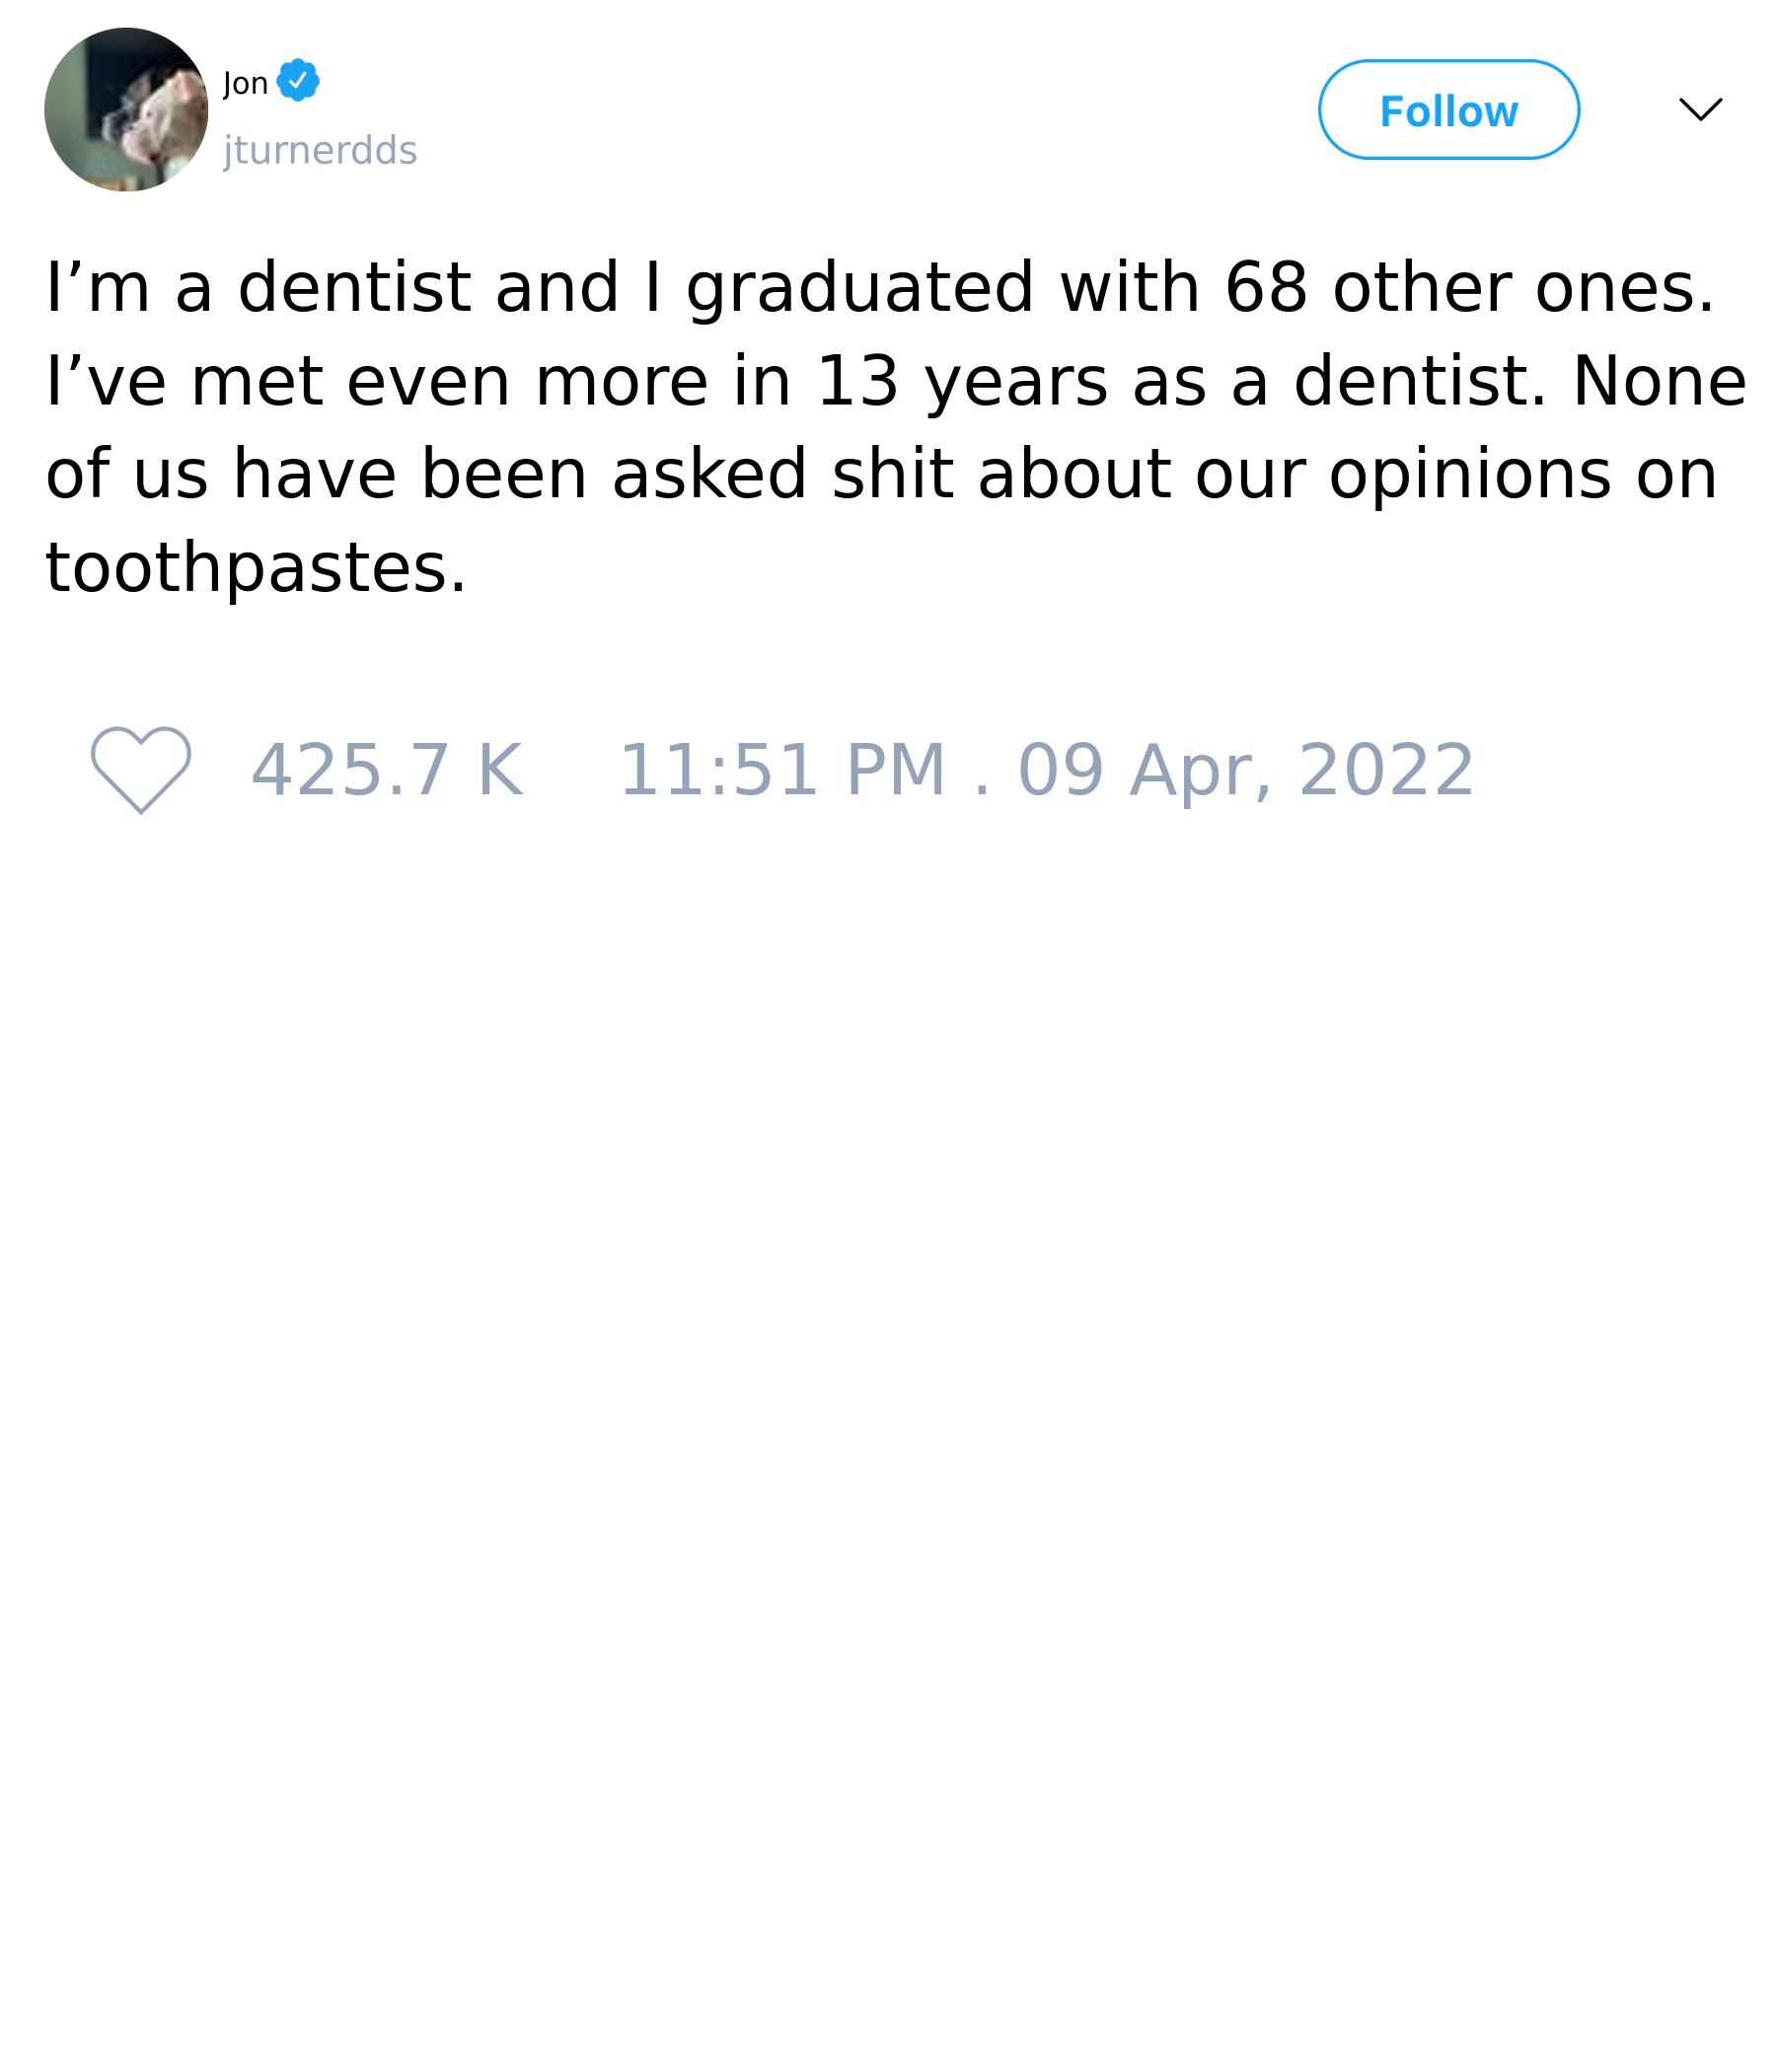 Jon
jturnerdds
Follow
I’m a dentist and I graduated with 68 other ones.
I’ve met even more in 13 years as a dentist. None
of us have been asked shit about our opinions on
toothpastes.
425.7 K 11:51 PM . 09 Apr, 2022